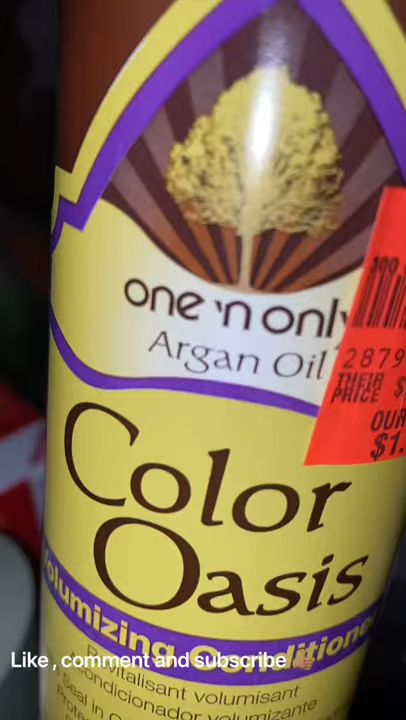 one 'n only
Argan Oil
300
2879
THEIR
PRICE $
OUR
$1.
Color
Oasis
Volumizing Conditioner
Revitalisant volumisant
Acondicionador volumizante
Seal in
Like , comment and subscribe